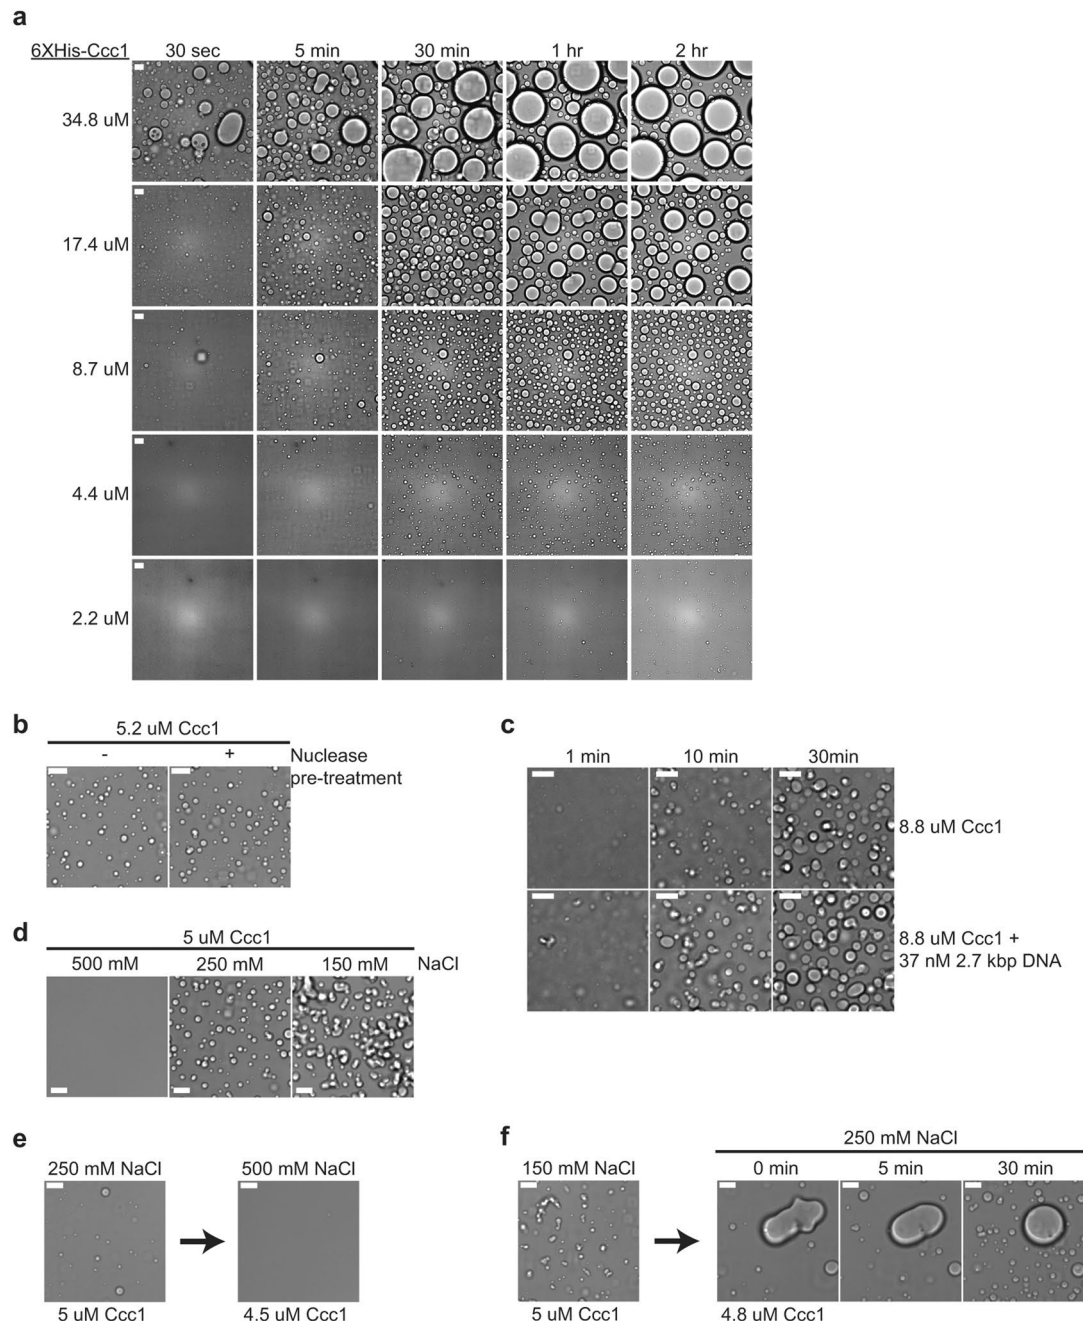 a
6XHis-Ccc1 30 sec 5 min 30 min 1 hr 2 hr
34.8 uM
17.4 uM
8.7 uM
4.4 uM
2.2 uM
b
5.2 uM Ccc1
- + Nuclease
pre-treatment
c
1 min 10 min 30min
8.8 uM Ccc1
8.8 uM Ccc1 +
37 nM 2.7 kbp DNA
d
5 uM Ccc1
500 mM 250 mM 150 mM NaCl
e
250 mM NaCl 500 mM NaCl
5 uM Ccc1 4.5 uM Ccc1
f
250 mM NaCl
150 mM NaCl 0 min 5 min 30 min
5 uM Ccc1 4.8 uM Ccc1